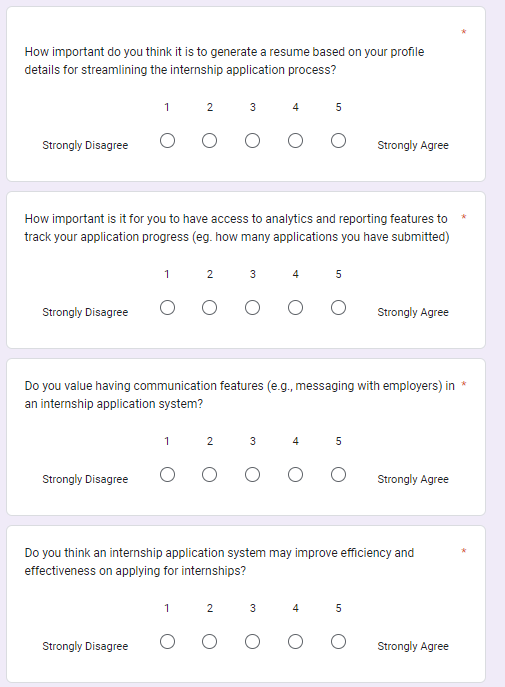 *
How important do you think it is to generate a resume based on your profile
details for streamlining the internship application process?
1 2 3 4 5
Strongly Disagree Strongly Agree
How important is it for you to have access to analytics and reporting features to *
track your application progress (eg. how many applications you have submitted)
1 2 3 4 5
Strongly Disagree Strongly Agree
Do you value having communication features (e.g., messaging with employers) in *
an internship application system?
1 2 3 4 5
Strongly Disagree Strongly Agree
Do you think an internship application system may improve efficiency and *
effectiveness on applying for internships?
1 2 3 4 5
Strongly Disagree Strongly Agree